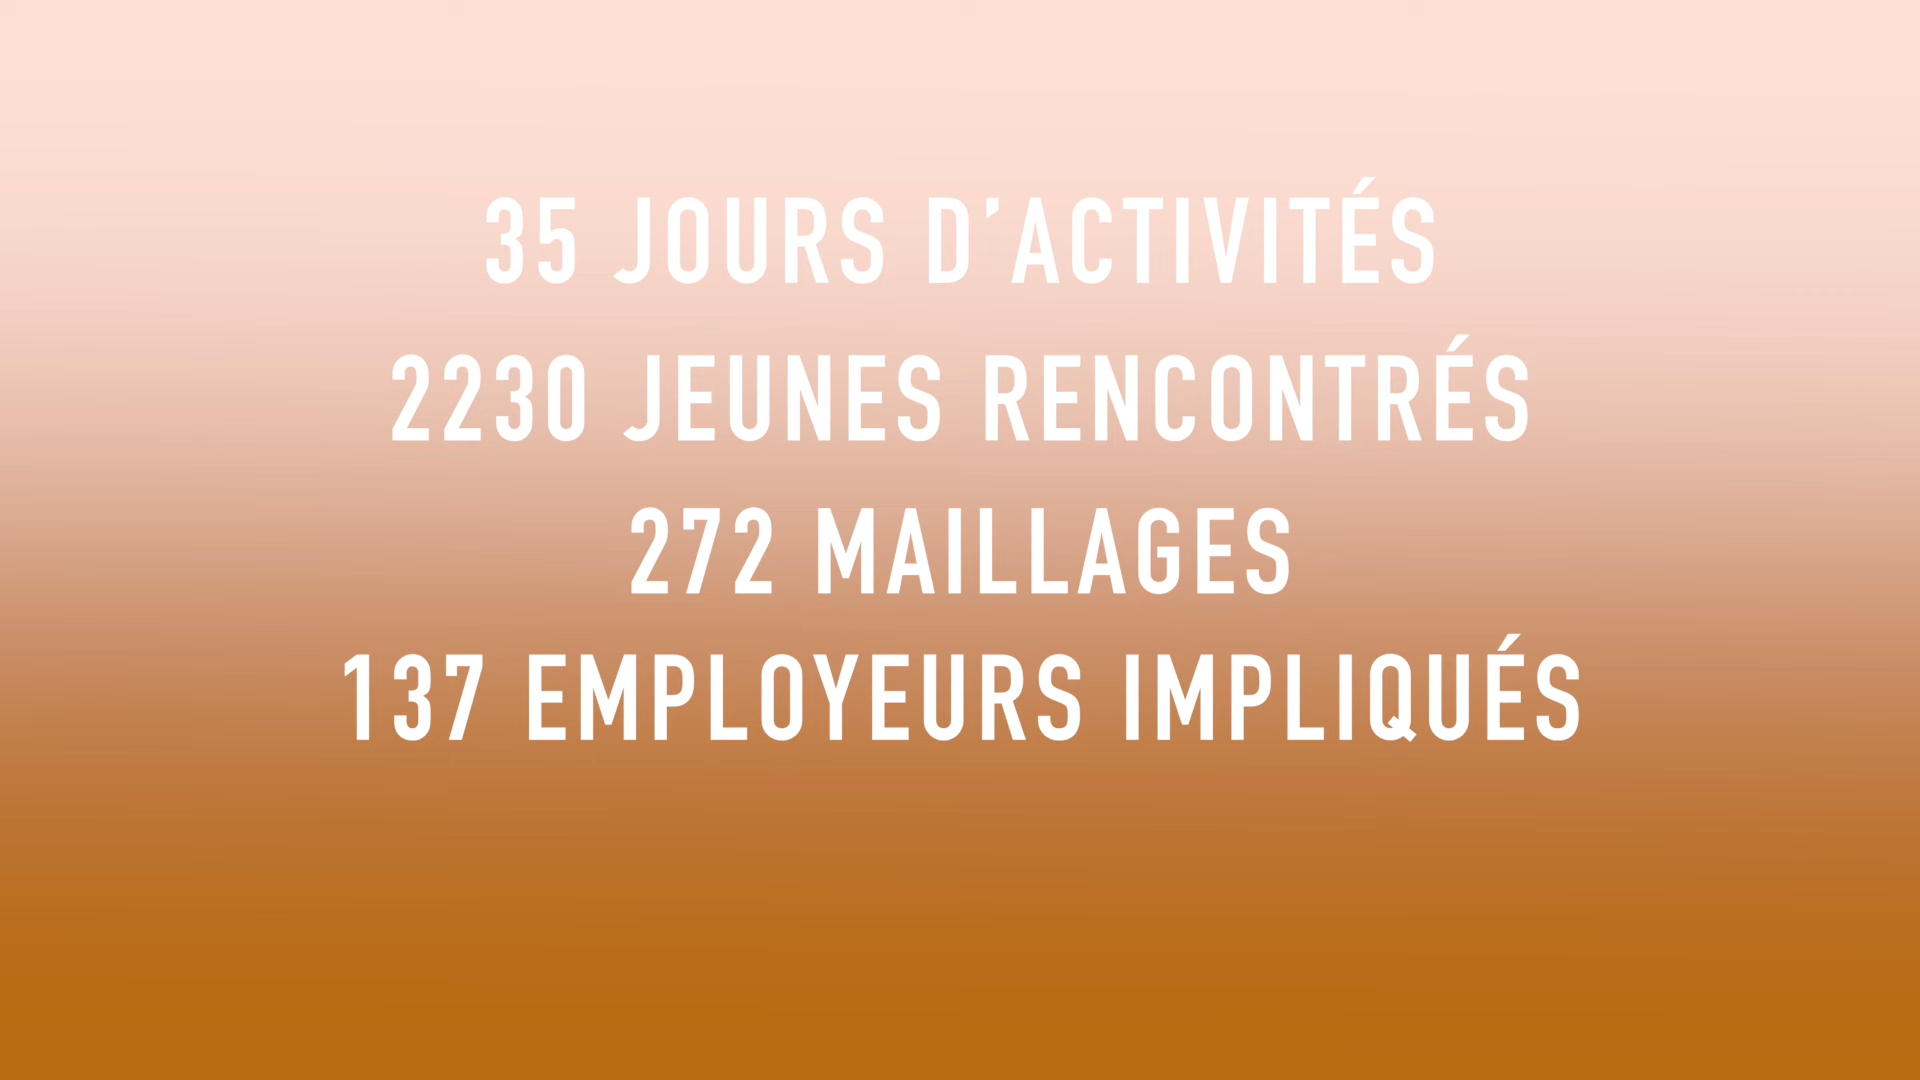 35 JOURS D'ACTIVITÉS
2230 JEUNES RENCONTRÉS
272 MAILLAGES
137 EMPLOYEURS IMPLIQUÉS